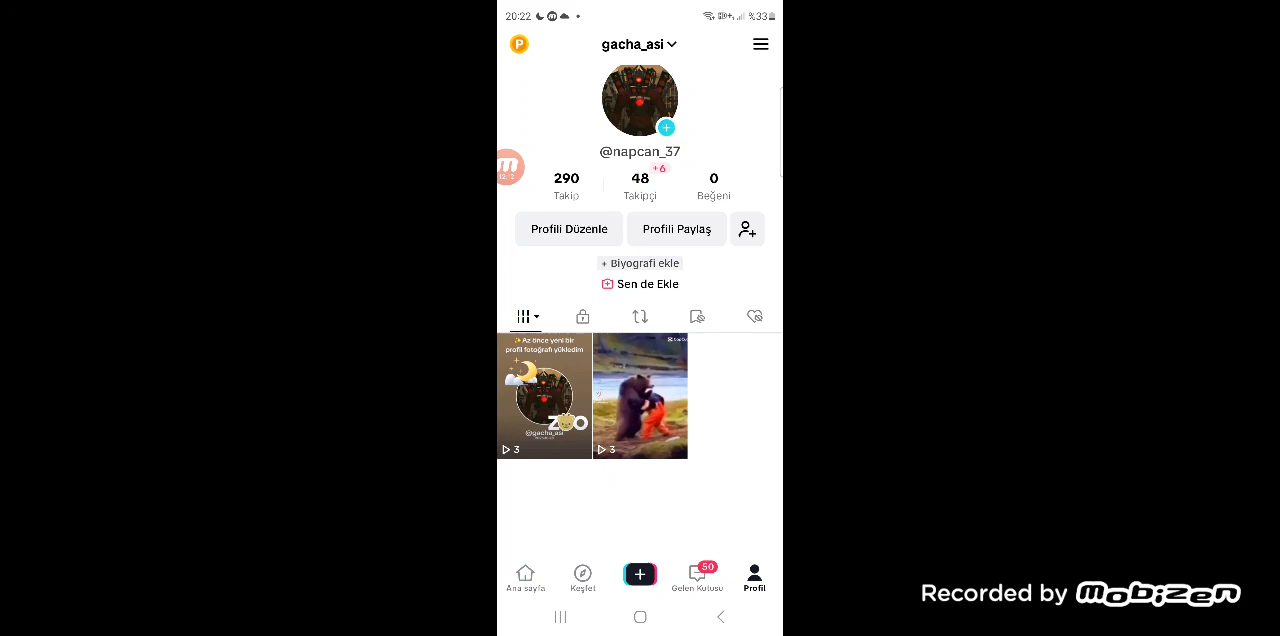 20:22 %33
gacha_asi
@napcan_37
290 48 +6 0
Takip Takipçi Beğeni
Profili Düzenle Profili Paylaş
+ Biyografi ekle
Sen de Ekle
✨ Az önce yeni bir
profil fotoğrafı yükledim
@gacha_asi
3 3
50
Ana sayfa Keşfet Gelen Kutusu Profil
Recorded by mobizen